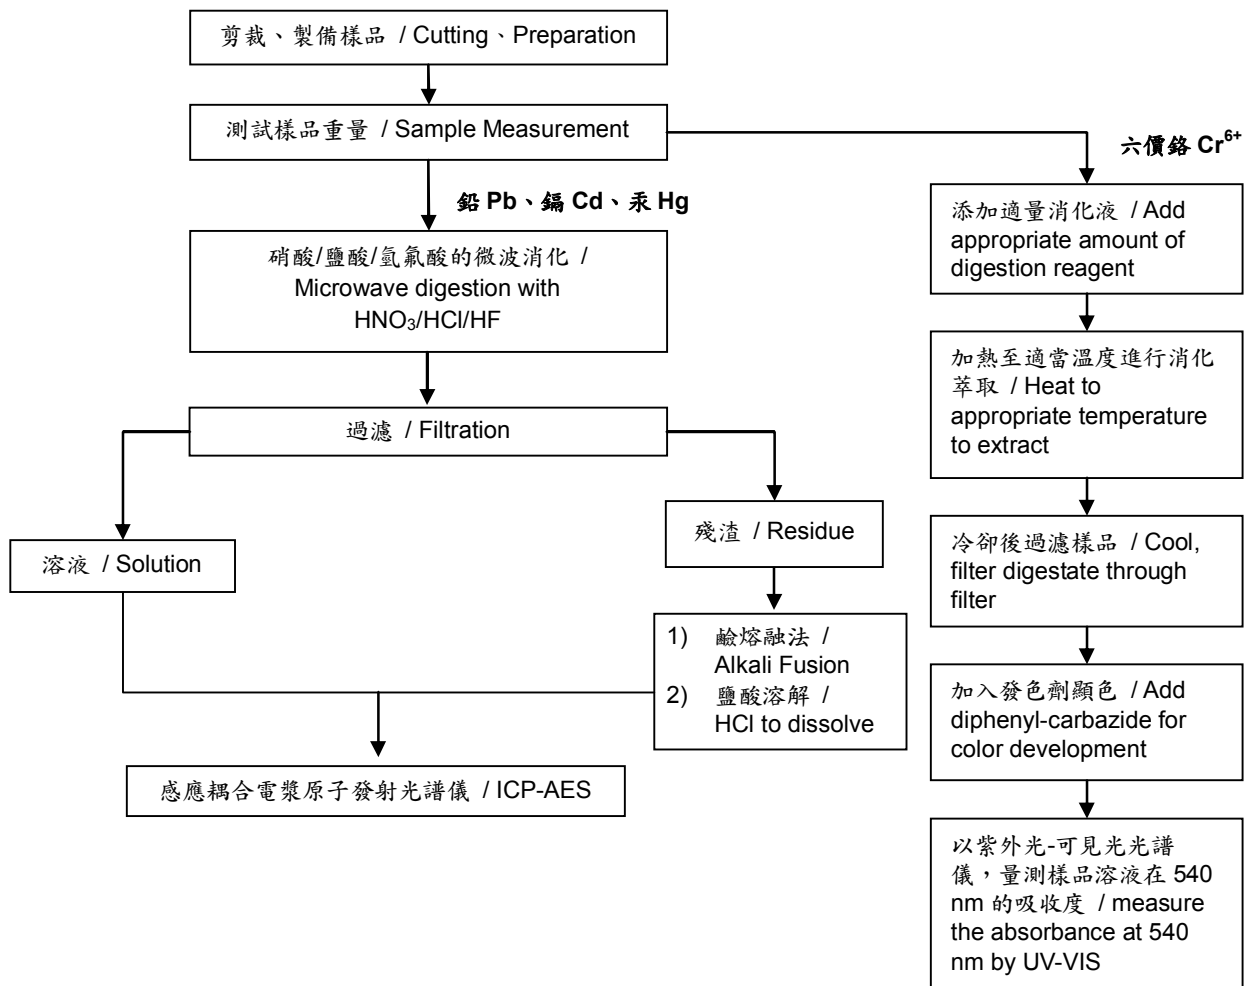 剪裁、製備樣品 / Cutting、Preparation
測試樣品重量 / Sample Measurement
六價鉻 Cr⁶⁺
鉛 Pb、鎘 Cd、汞 Hg
硝酸/鹽酸/氫氟酸的微波消化 /
Microwave digestion with
HNO₃/HCl/HF
過濾 / Filtration
溶液 / Solution
殘渣 / Residue
1) 鹼熔融法 /
Alkali Fusion
2) 鹽酸溶解 /
HCl to dissolve
感應耦合電漿原子發射光譜儀 / ICP-AES
添加適量消化液 / Add
appropriate amount of
digestion reagent
加熱至適當溫度進行消化
萃取 / Heat to
appropriate temperature
to extract
冷卻後過濾樣品 / Cool,
filter digestate through
filter
加入發色劑顯色 / Add
diphenyl-carbazide for
color development
以紫外光-可見光光譜
儀，量測樣品溶液在 540
nm 的吸收度 / measure
the absorbance at 540
nm by UV-VIS